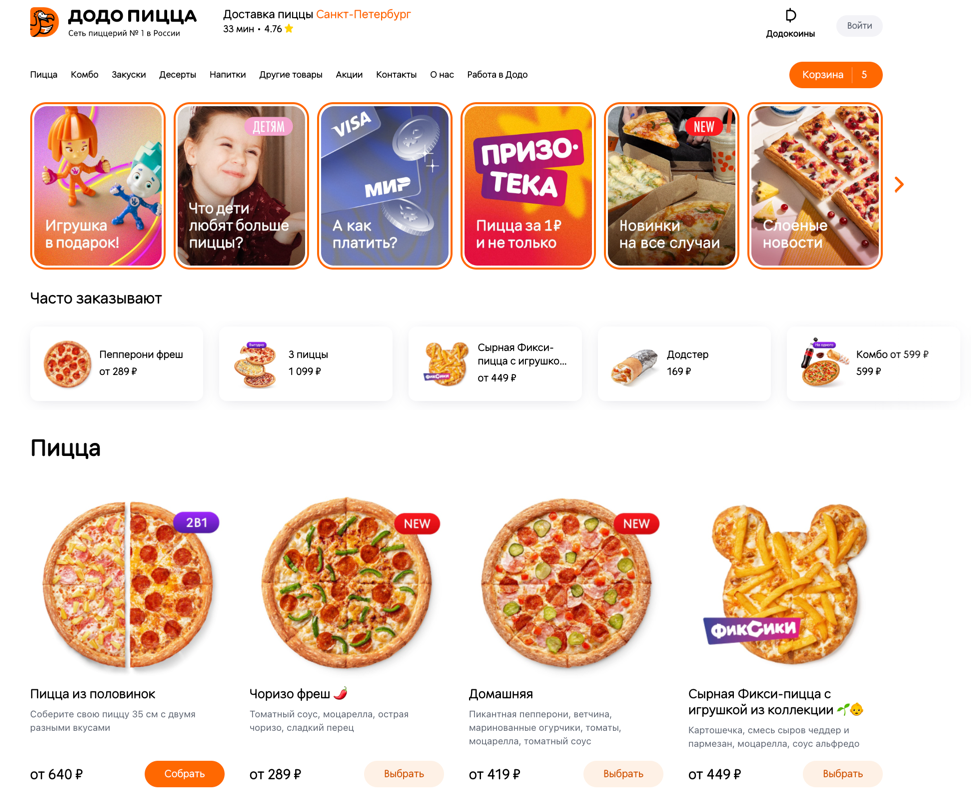 ДОДО ПИЦЦА
Сеть пиццерий № 1 в России
Доставка пиццы Санкт-Петербург
33 мин • 4.76
Додокоины
Войти
Пицца Комбо Закуски Десерты Напитки Другие товары Акции Контакты О нас Работа в Додо
Корзина 5
Игрушка
в подарок!
ДЕТЯМ
Что дети
любят больше
пиццы?
VISA
МИР
А как
платить?
ПРИЗО·
ТЕКА
Пицца за 1₽
и не только
NEW
Новинки
на все случаи
Слоеные
новости
Часто заказывают
Пепперони фреш
от 289 ₽
3 пиццы
1 099 ₽
ФИКСИКИ
Сырная Фикси-
пицца с игрушко...
от 449 ₽
Додстер
169 ₽
Комбо от 599 ₽
599 ₽
Пицца
2В1
NEW
NEW
ФИКСИКИ
Пицца из половинок
Соберите свою пиццу 35 см с двумя
разными вкусами
от 640 ₽
Собрать
Чоризо фреш 🌶️
Томатный соус, моцарелла, острая
чоризо, сладкий перец
от 289 ₽
Выбрать
Домашняя
Пикантная пепперони, ветчина,
маринованные огурчики, томаты,
моцарелла, томатный соус
от 419 ₽
Выбрать
Сырная Фикси-пицца с
игрушкой из коллекции 🌱👶
Картошечка, смесь сыров чеддер и
пармезан, моцарелла, соус альфредо
от 449 ₽
Выбрать